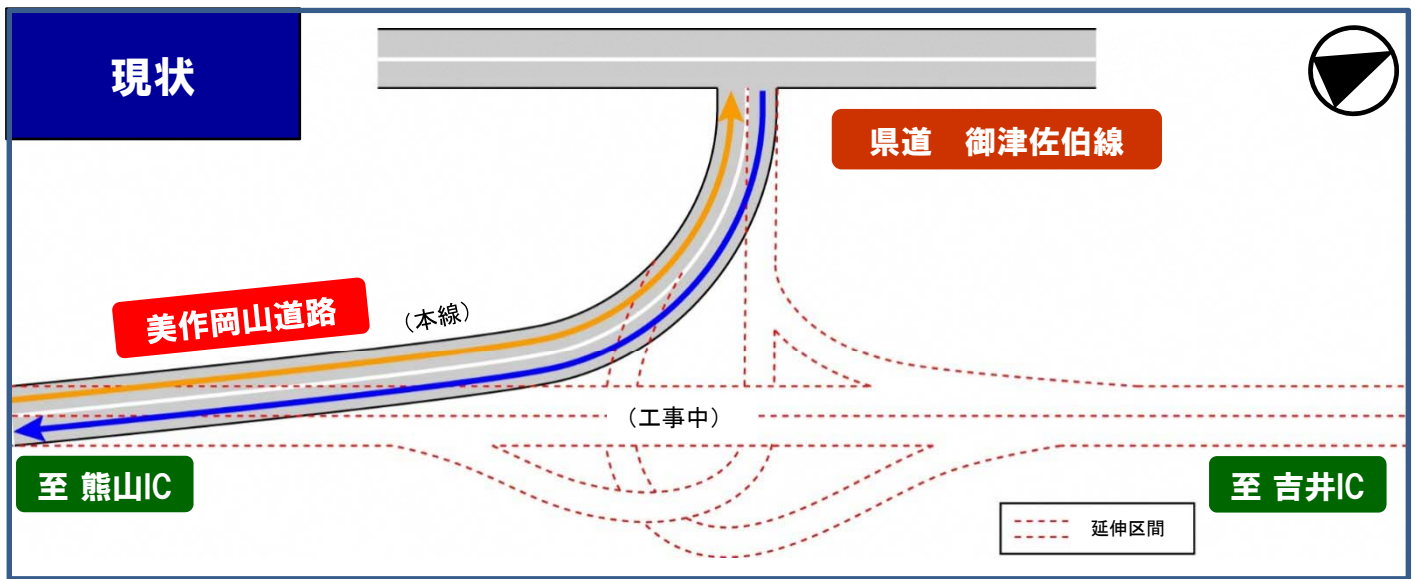 現状
県道　御津佐伯線
美作岡山道路
（本線）
（工事中）
至 熊山IC
至 吉井IC
延伸区間